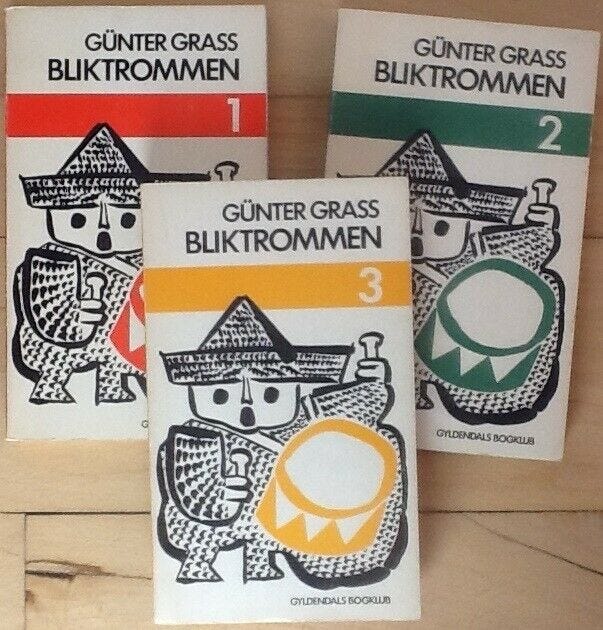 GÜNTER GRASS
BLIKTROMMEN
1
G
GÜNTER GRASS
BLIKTROMMEN
2
GYLDENDALS BOGKLUB
GÜNTER GRASS
BLIKTROMMEN
3
GYLDENDALS BOGKLUB